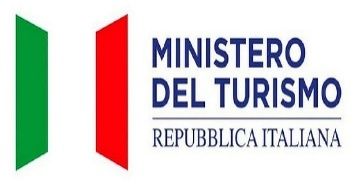 MINISTERO
DEL TURISMO
REPUBBLICA ITALIANA